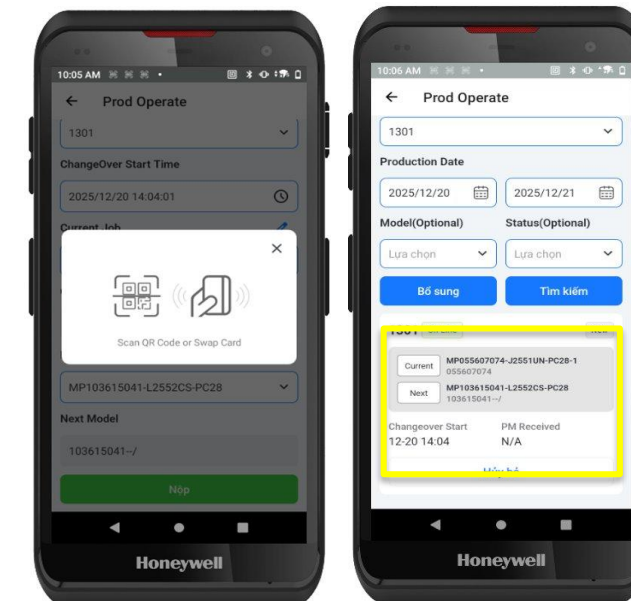 10:05 AM
Prod Operate
1301
ChangeOver Start Time
2025/12/20 14:04:01
Current Job
Scan QR Code or Swap Card
MP103615041-L2552CS-PC28
Next Model
103615041--/
Nộp
Honeywell
10:06 AM
Prod Operate
1301
Production Date
2025/12/20
2025/12/21
Model(Optional)
Status(Optional)
Lựa chọn
Lựa chọn
Bổ sung
Tìm kiếm
1301
Current
MP055607074-J2551UN-PC28-1
055607074
Next
MP103615041-L2552CS-PC28
103615041--/
Changeover Start
PM Received
12-20 14:04
N/A
Hủy bỏ
Honeywell